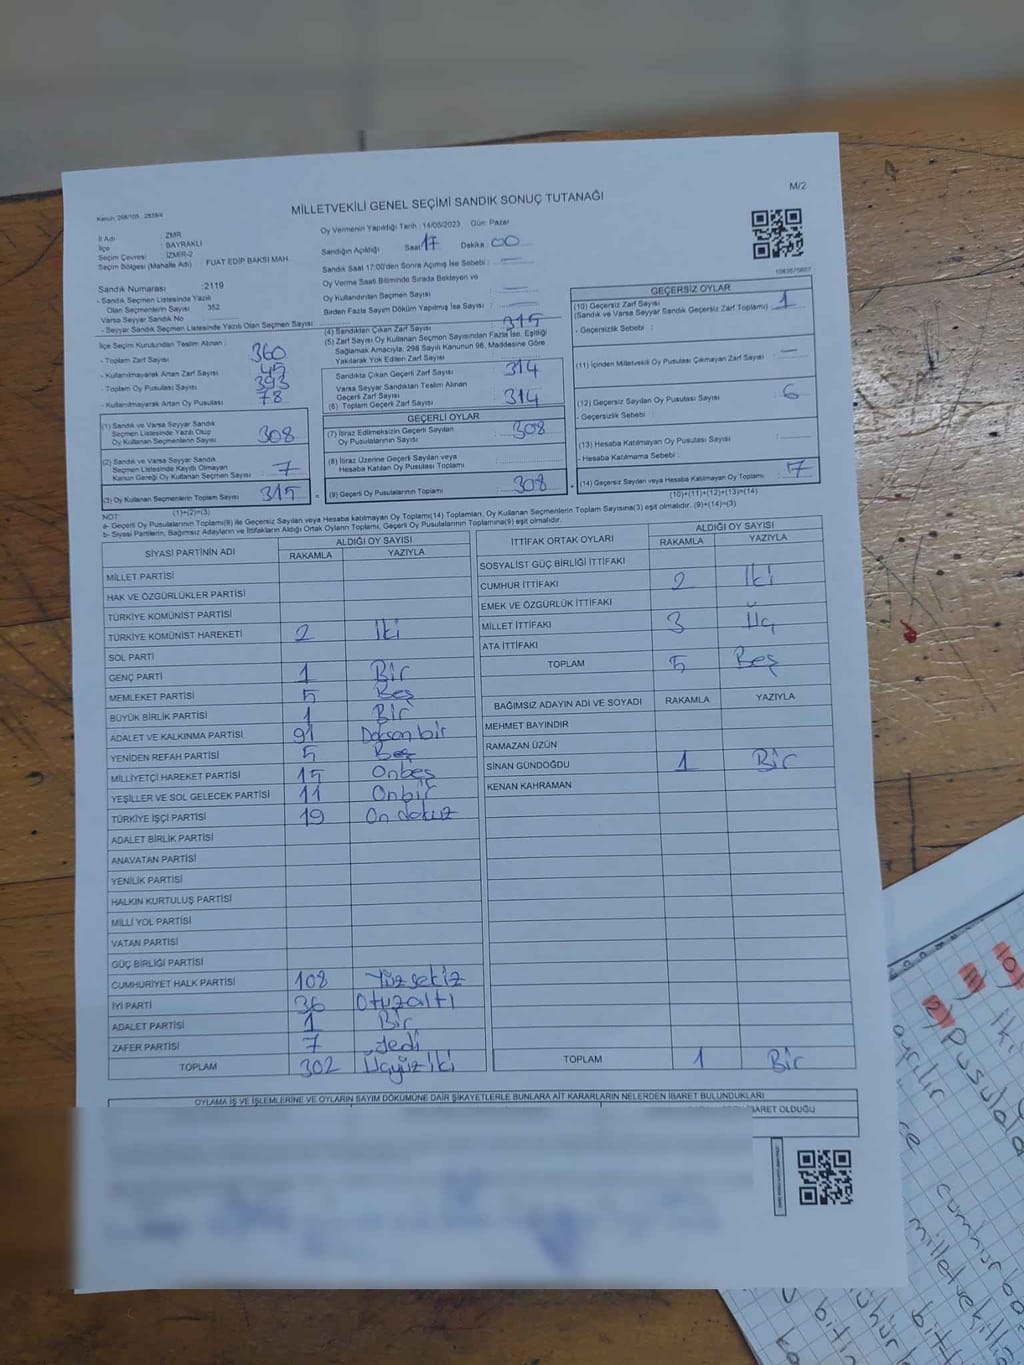 M/2
MİLLETVEKİLİ GENEL SEÇİMİ SANDIK SONUÇ TUTANAĞI
Kanun: 298/105 ; 2839/4
İl Adı : ZMR
İlçe : BAYRAKLI
Seçim Çevresi : İZMİR-2
Seçim Bölgesi (Mahalle Adı) : FUAT EDİP BAKSI MAH.
Oy Vermenin Yapıldığı Tarih : 14/05/2023 Gün: Pazar
Sandığın Açıldığı Saat 17 Dakika : 00
Sandık Saat 17:00'den Sonra Açılmış İse Sebebi : —
Oy Verme Saati Bitiminde Sırada Bekleyen ve
Oy Kullandırılan Seçmen Sayısı : —
Birden Fazla Sayım Döküm Yapılmış İse Sayısı : —
Sandık Numarası : 2119
- Sandık Seçmen Listesinde Yazılı
Olan Seçmenlerin Sayısı : 352
Varsa Seyyar Sandık No :
- Seyyar Sandık Seçmen Listesinde Yazılı Olan Seçmen Sayısı :
İlçe Seçim Kurulundan Teslim Alınan :
- Toplam Zarf Sayısı : 360
- Kullanılmayarak Artan Zarf Sayısı : 45
- Toplam Oy Pusulası Sayısı : 393
- Kullanılmayarak Artan Oy Pusulası : 78
(1) Sandık ve Varsa Seyyar Sandık
Seçmen Listesinde Yazılı Olup
Oy Kullanan Seçmenlerin Sayısı : 308
(2) Sandık ve Varsa Seyyar Sandık
Seçmen Listesinde Kayıtlı Olmayan
Kanun Gereği Oy Kullanan Seçmen Sayısı : 7
(3) Oy Kullanan Seçmenlerin Toplam Sayısı : 315
(1)+(2)=(3)
(4) Sandıktan Çıkan Zarf Sayısı : 315
(5) Zarf Sayısı Oy Kullanan Seçmen Sayısından Fazla İse, Eşitliği
Sağlamak Amacıyla; 298 Sayılı Kanunun 98. Maddesine Göre
Yakılarak Yok Edilen Zarf Sayısı :
Sandıkta Çıkan Geçerli Zarf Sayısı : 314
Varsa Seyyar Sandıktan Teslim Alınan
Geçerli Zarf Sayısı :
(6) Toplam Geçerli Zarf Sayısı : 314
GEÇERLİ OYLAR
(7) İtiraz Edilmeksizin Geçerli Sayılan
Oy Pusulalarının Sayısı : 308
(8) İtiraz Üzerine Geçerli Sayılan veya
Hesaba Katılan Oy Pusulası Toplamı :
(9) Geçerli Oy Pusulalarının Toplamı : 308
GEÇERSİZ OYLAR
(10) Geçersiz Zarf Sayısı : 1
(Sandık ve Varsa Seyyar Sandık Geçersiz Zarf Toplamı)
- Geçersizlik Sebebi :
(11) İçinden Milletvekili Oy Pusulası Çıkmayan Zarf Sayısı : —
(12) Geçersiz Sayılan Oy Pusulası Sayısı : 6
- Geçersizlik Sebebi :
(13) Hesaba Katılmayan Oy Pusulası Sayısı : —
- Hesaba Katılmama Sebebi :
(14) Geçersiz Sayılan veya Hesaba Katılmayan Oy Pusulası Toplamı : 7
(10)+(11)+(12)+(13)=(14)
NOT:
a- Geçerli Oy Pusulalarının Toplamı(9) ile Geçersiz Sayılan veya Hesaba katılmayan Oy Toplamı(14) Toplamları, Oy Kullanan Seçmenlerin Toplam Sayısına(3) eşit olmalıdır. (9)+(14)=(3)
b- Siyasi Partilerin, Bağımsız Adayların ve İttifakların Aldığı Ortak Oyların Toplamı, Geçerli Oy Pusulalarının Toplamına(9) eşit olmalıdır.
SİYASİ PARTİNİN ADI ALDIĞI OY SAYISI
RAKAMLA YAZIYLA
MİLLET PARTİSİ
HAK VE ÖZGÜRLÜKLER PARTİSİ
TÜRKİYE KOMÜNİST PARTİSİ
TÜRKİYE KOMÜNİST HAREKETİ 2 İki
SOL PARTİ
GENÇ PARTİ 1 Bir
MEMLEKET PARTİSİ 5 Beş
BÜYÜK BİRLİK PARTİSİ 1 Bir
ADALET VE KALKINMA PARTİSİ 91 Doksan bir
YENİDEN REFAH PARTİSİ 5 Beş
MİLLİYETÇİ HAREKET PARTİSİ 15 Onbeş
YEŞİLLER VE SOL GELECEK PARTİSİ 11 Onbir
TÜRKİYE İŞÇİ PARTİSİ 19 On dokuz
ADALET BİRLİK PARTİSİ
ANAVATAN PARTİSİ
YENİLİK PARTİSİ
HALKIN KURTULUŞ PARTİSİ
MİLLİ YOL PARTİSİ
VATAN PARTİSİ
GÜÇ BİRLİĞİ PARTİSİ
CUMHURİYET HALK PARTİSİ 108 Yüz sekiz
İYİ PARTİ 36 Otuzaltı
ADALET PARTİSİ 1 Bir
ZAFER PARTİSİ 7 Yedi
TOPLAM 302 Üçyüz iki
İTTİFAK ORTAK OYLARI ALDIĞI OY SAYISI
RAKAMLA YAZIYLA
SOSYALİST GÜÇ BİRLİĞİ İTTİFAKI
CUMHUR İTTİFAKI 2 İki
EMEK VE ÖZGÜRLÜK İTTİFAKI
MİLLET İTTİFAKI 3 Üç
ATA İTTİFAKI
TOPLAM 5 Beş
BAĞIMSIZ ADAYIN ADI VE SOYADI RAKAMLA YAZIYLA
MEHMET BAYINDIR
RAMAZAN ÜZÜN
SİNAN GÜNDOĞDU 1 Bir
KENAN KAHRAMAN
TOPLAM 1 Bir
OYLAMA İŞ VE İŞLEMLERİNE VE OYLARIN SAYIM DÖKÜMÜNE DAİR ŞİKAYETLERLE BUNLARA AİT KARARLARIN NELERDEN İBARET BULUNDUKLARI
BARET OLDUĞU
2) Pusulala
ayrılır
cumhurba
milletvekili